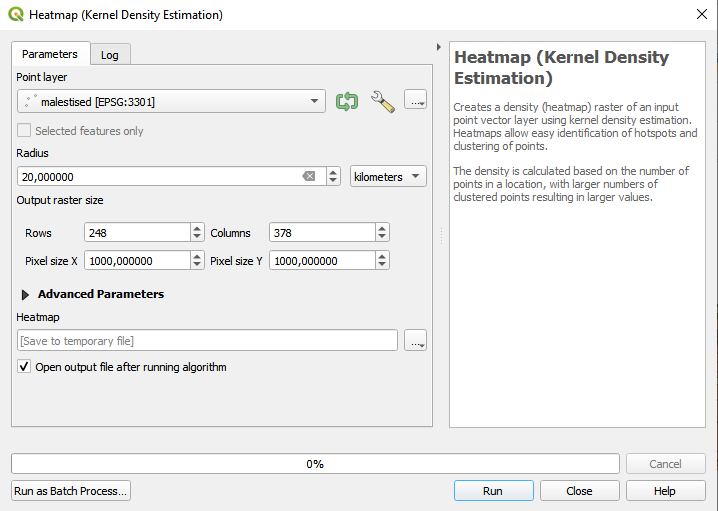 Heatmap (Kernel Density Estimation)
Parameters
Log
Point layer
malestised [EPSG:3301]
...
Selected features only
Radius
20,000000
kilometers
Output raster size
Rows
248
Columns
378
Pixel size X
1000,000000
Pixel size Y
1000,000000
Advanced Parameters
Heatmap
[Save to temporary file]
...
Open output file after running algorithm
Heatmap (Kernel Density
Estimation)
Creates a density (heatmap) raster of an input
point vector layer using kernel density estimation.
Heatmaps allow easy identification of hotspots and
clustering of points.
The density is calculated based on the number of
points in a location, with larger numbers of
clustered points resulting in larger values.
0%
Cancel
Run as Batch Process...
Run
Close
Help